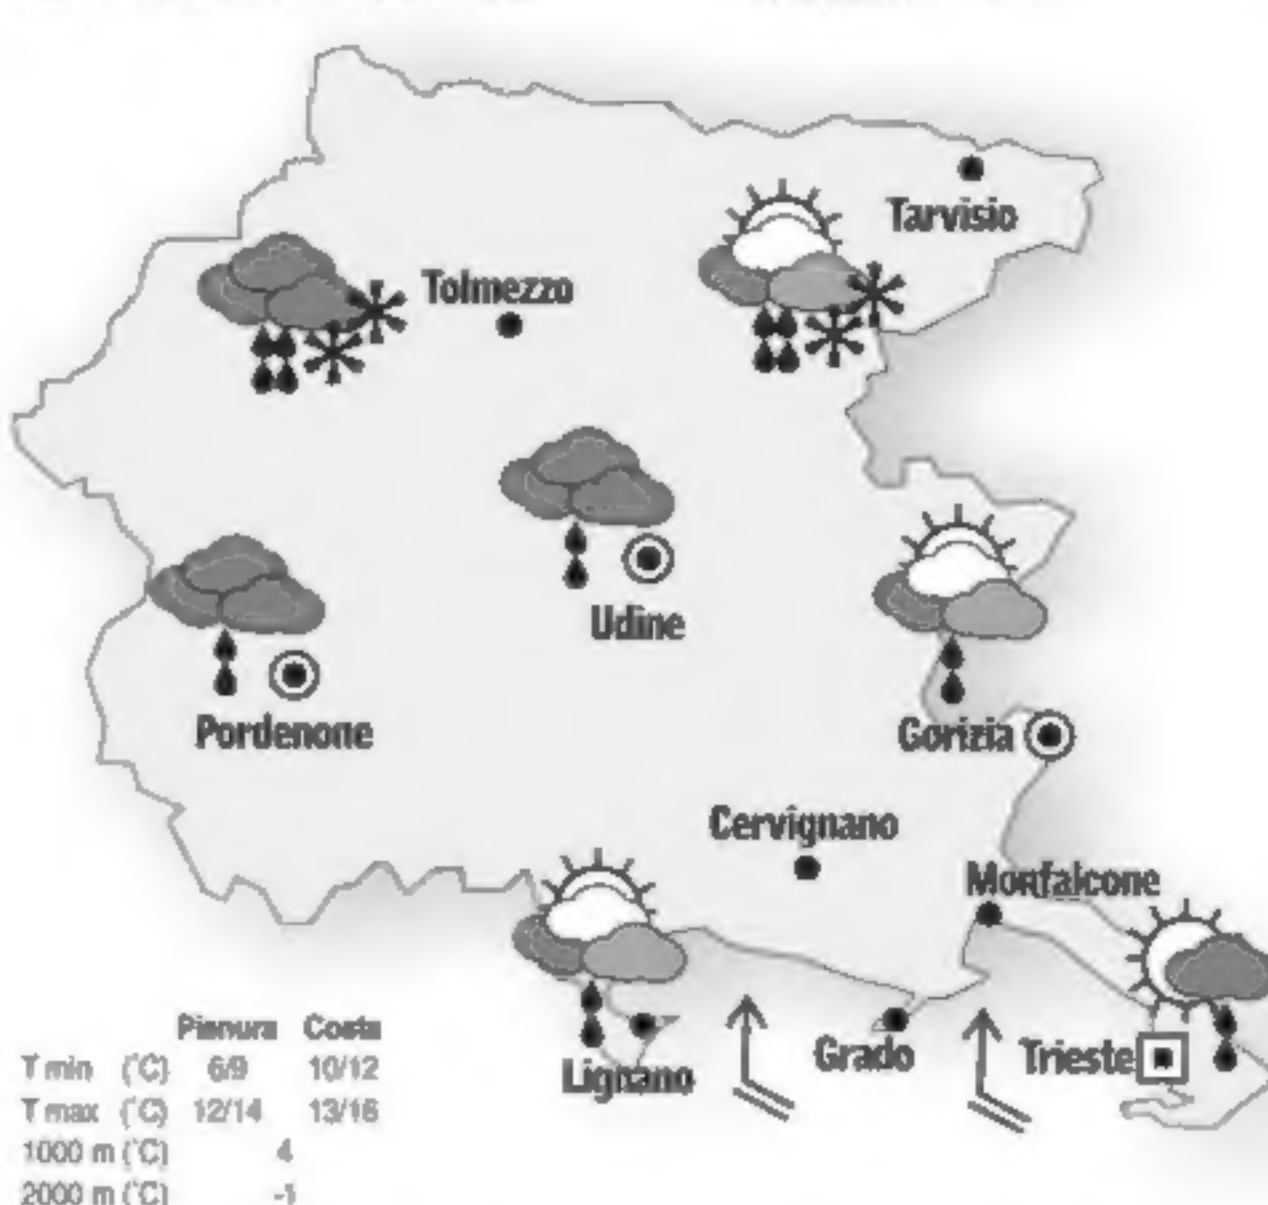 Tarvisio
Tolmezzo
Udine
Pordenone
Gorizia
Cervignano
Monfalcone
Lignano
Grado
Trieste
Pianura Costa
T min (°C) 6/9 10/12
T max (°C) 12/14 13/16
1000 m (°C) 4
2000 m (°C) -1